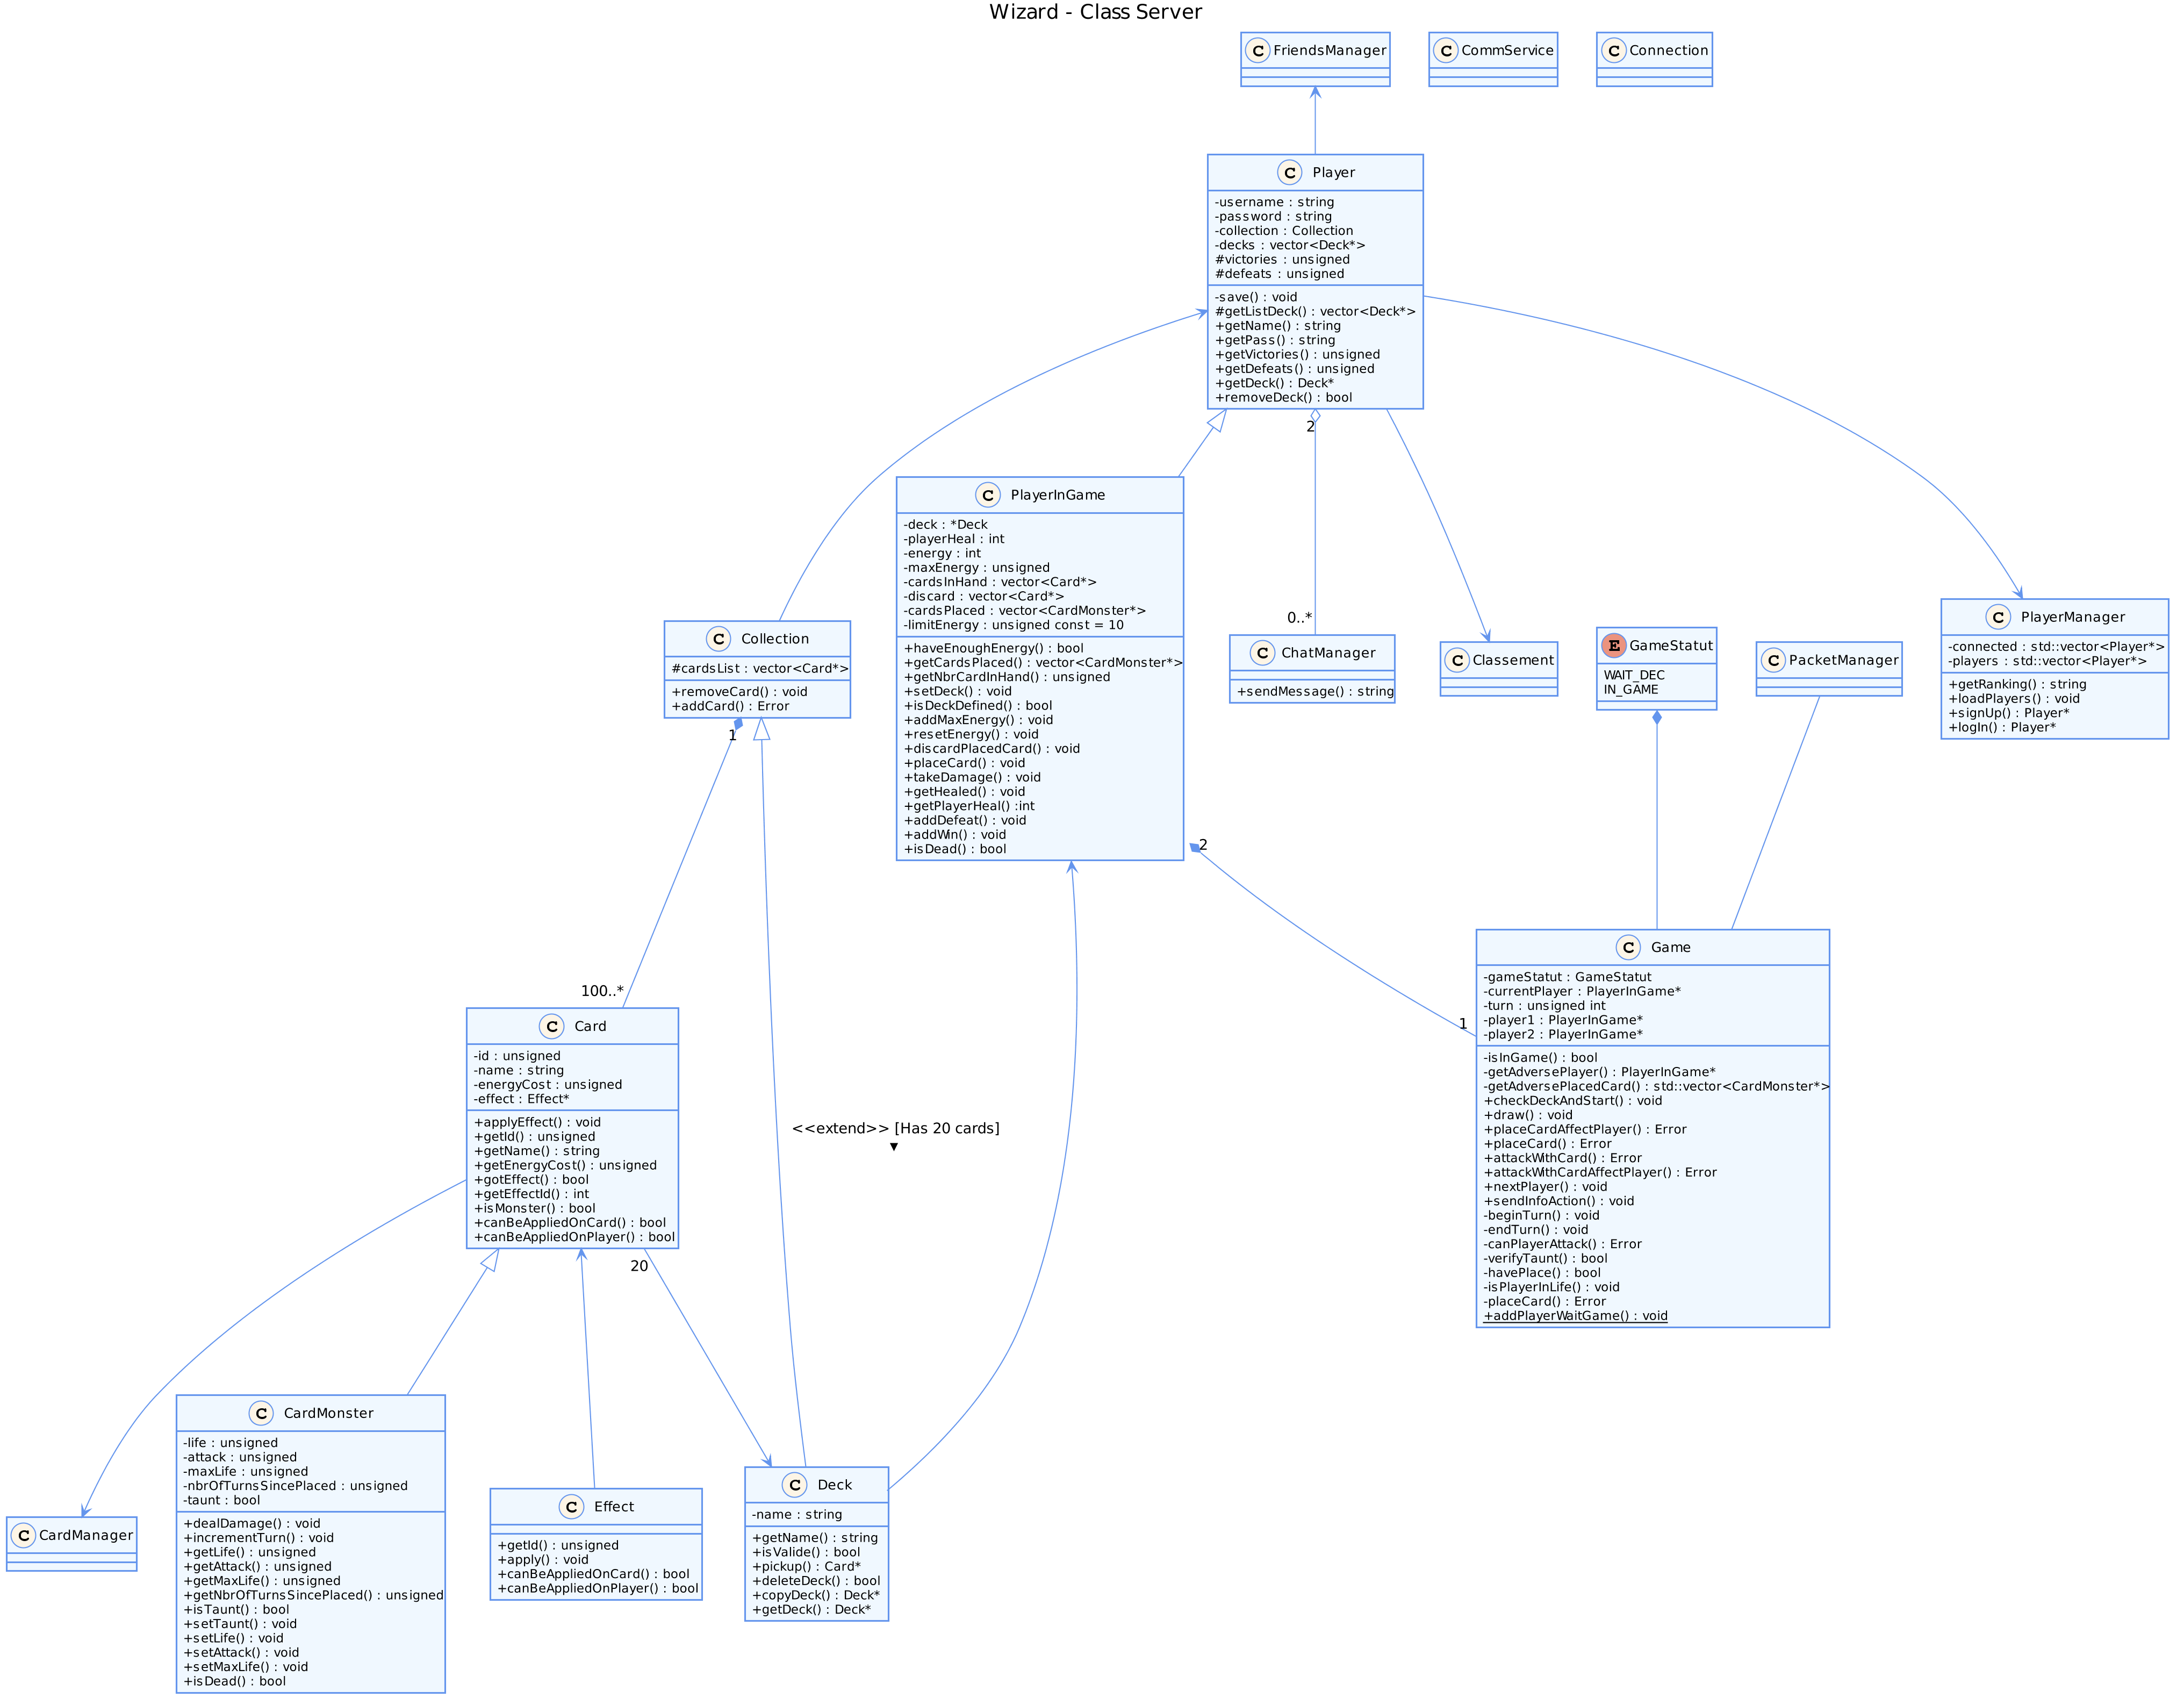 Wizard - Class Server
C FriendsManager
C CommService
C Connection
C Player
-username : string
-password : string
-collection : Collection
-decks : vector<Deck*>
#victories : unsigned
#defeats : unsigned
-save() : void
#getListDeck() : vector<Deck*>
+getName() : string
+getPass() : string
+getVictories() : unsigned
+getDefeats() : unsigned
+getDeck() : Deck*
+removeDeck() : bool
2
C PlayerInGame
-deck : *Deck
-playerHeal : int
-energy : int
-maxEnergy : unsigned
-cardsInHand : vector<Card*>
-discard : vector<Card*>
-cardsPlaced : vector<CardMonster*>
-limitEnergy : unsigned const = 10
+haveEnoughEnergy() : bool
+getCardsPlaced() : vector<CardMonster*>
+getNbrCardInHand() : unsigned
+setDeck() : void
+isDeckDefined() : bool
+addMaxEnergy() : void
+resetEnergy() : void
+discardPlacedCard() : void
+placeCard() : void
+takeDamage() : void
+getHealed() : void
+getPlayerHeal() :int
+addDefeat() : void
+addWin() : void
+isDead() : bool
2
C Collection
#cardsList : vector<Card*>
+removeCard() : void
+addCard() : Error
1
0..*
C ChatManager
+sendMessage() : string
C Classement
E GameStatut
WAIT_DEC
IN_GAME
C PacketManager
C PlayerManager
-connected : std::vector<Player*>
-players : std::vector<Player*>
+getRanking() : string
+loadPlayers() : void
+signUp() : Player*
+logIn() : Player*
100..*
C Card
-id : unsigned
-name : string
-energyCost : unsigned
-effect : Effect*
+applyEffect() : void
+getId() : unsigned
+getName() : string
+getEnergyCost() : unsigned
+gotEffect() : bool
+getEffectId() : int
+isMonster() : bool
+canBeAppliedOnCard() : bool
+canBeAppliedOnPlayer() : bool
20
<<extend>> [Has 20 cards]
▼
1
C Game
-gameStatut : GameStatut
-currentPlayer : PlayerInGame*
-turn : unsigned int
-player1 : PlayerInGame*
-player2 : PlayerInGame*
-isInGame() : bool
-getAdversePlayer() : PlayerInGame*
-getAdversePlacedCard() : std::vector<CardMonster*>
+checkDeckAndStart() : void
+draw() : void
+placeCardAffectPlayer() : Error
+placeCard() : Error
+attackWithCard() : Error
+attackWithCardAffectPlayer() : Error
+nextPlayer() : void
+sendInfoAction() : void
-beginTurn() : void
-endTurn() : void
-canPlayerAttack() : Error
-verifyTaunt() : bool
-havePlace() : bool
-isPlayerInLife() : void
-placeCard() : Error
+addPlayerWaitGame() : void
C CardManager
C CardMonster
-life : unsigned
-attack : unsigned
-maxLife : unsigned
-nbrOfTurnsSincePlaced : unsigned
-taunt : bool
+dealDamage() : void
+incrementTurn() : void
+getLife() : unsigned
+getAttack() : unsigned
+getMaxLife() : unsigned
+getNbrOfTurnsSincePlaced() : unsigned
+isTaunt() : bool
+setTaunt() : void
+setLife() : void
+setAttack() : void
+setMaxLife() : void
+isDead() : bool
C Effect
+getId() : unsigned
+apply() : void
+canBeAppliedOnCard() : bool
+canBeAppliedOnPlayer() : bool
C Deck
-name : string
+getName() : string
+isValide() : bool
+pickup() : Card*
+deleteDeck() : bool
+copyDeck() : Deck*
+getDeck() : Deck*